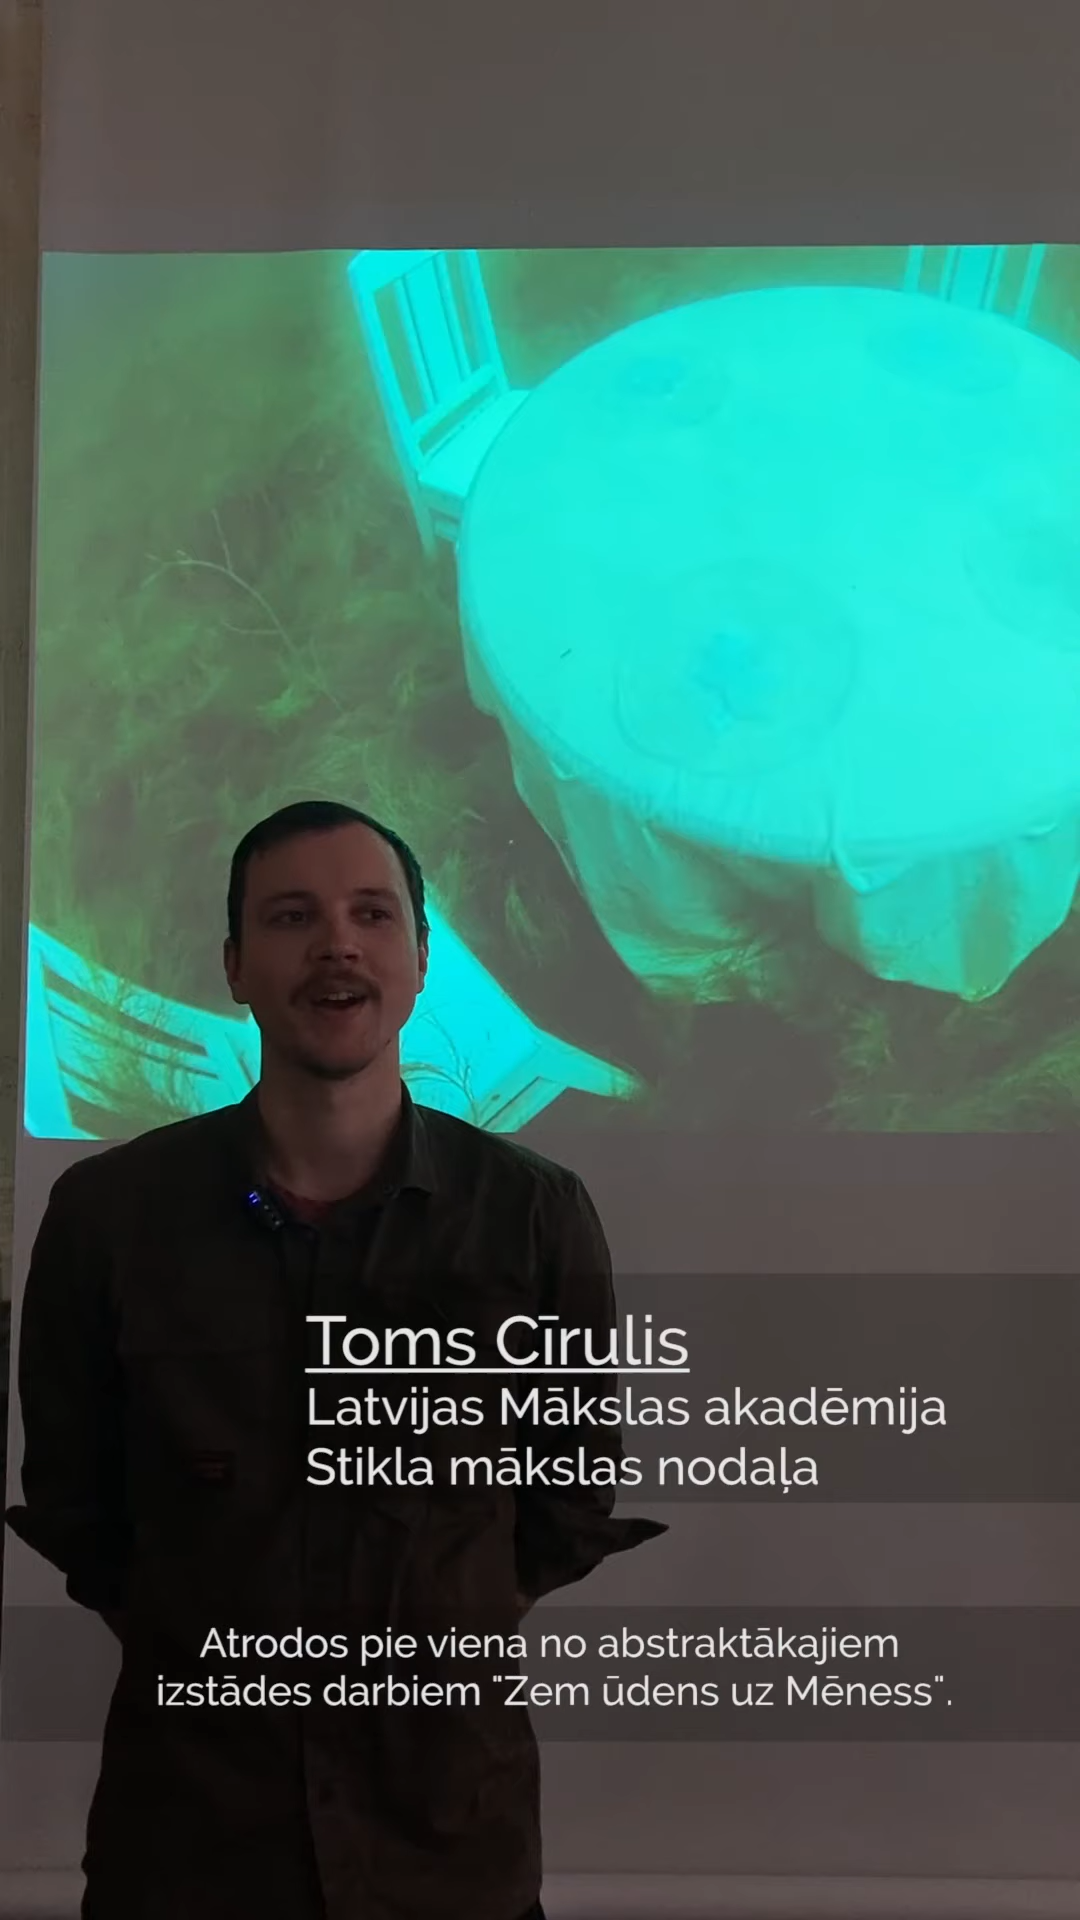 Toms Cīrulis
Latvijas Mākslas akadēmija
Stikla mākslas nodaļa
Atrodos pie viena no abstraktākajiem
izstādes darbiem "Zem ūdens uz Mēness".